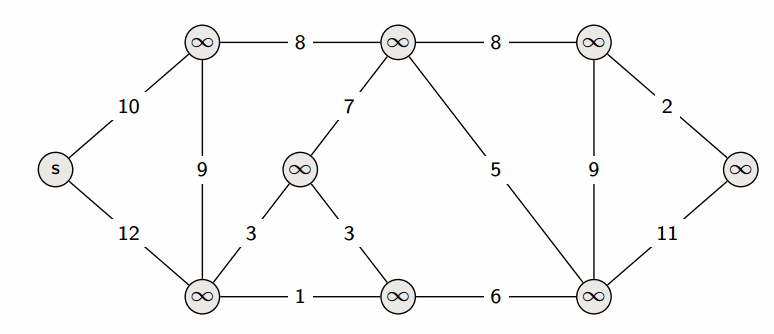 ∞ 8 ∞ 8 ∞
10 7 2
s 9 ∞ 5 9 ∞
12 3 3 11
∞ 1 ∞ 6 ∞